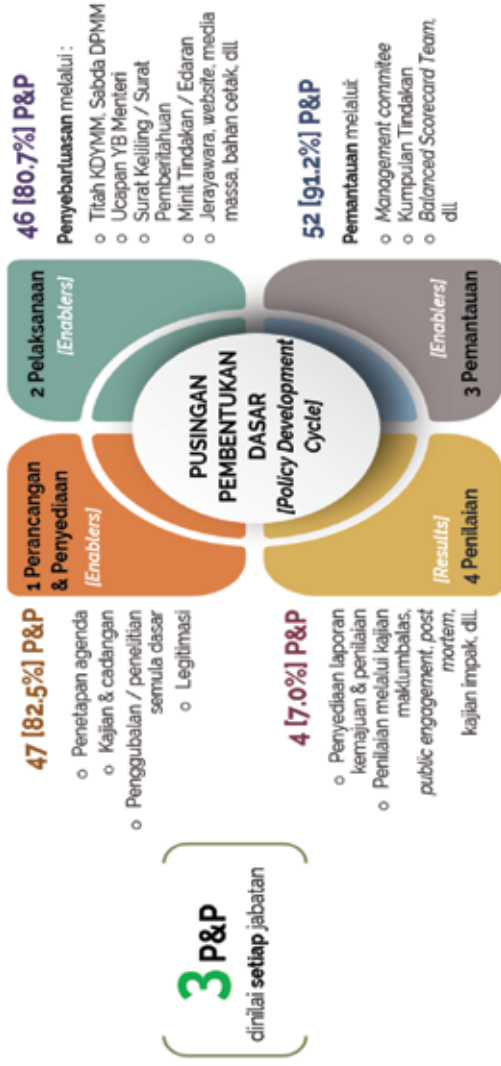 3 P&P
dinilai setiap jabatan
47 [82.5%] P&P
o Penetapan agenda
o Kajian & cadangan
o Penggubalan / penelitian
semula dasar
o Legitimasi
1 Perancangan
& Penyediaan
[Enablers]
2 Pelaksanaan
[Enablers]
46 [80.7%] P&P
Penyebarluasan melalui :
o Titah KDYMM, Sabda DPMM
o Ucapan YB Menteri
o Surat Keliling / Surat
Pemberitahuan
o Minit Tindakan / Edaran
o Jerayawara, website, media
massa, bahan cetak, dll
PUSINGAN
PEMBENTUKAN
DASAR
[Policy Development
Cycle]
4 [7.0%] P&P
o Penyediaan laporan
kemajuan & penilaian
o Penilaian melalui kajian
maklumbalas,
public engagement, post
mortem,
kajian impak, dll.
[Results]
4 Penilaian
[Enablers]
3 Pemantauan
52 [91.2%] P&P
Pemantauan melalui:
o Management commitee
o Kumpulan Tindakan
o Balanced Scorecard Team,
dll